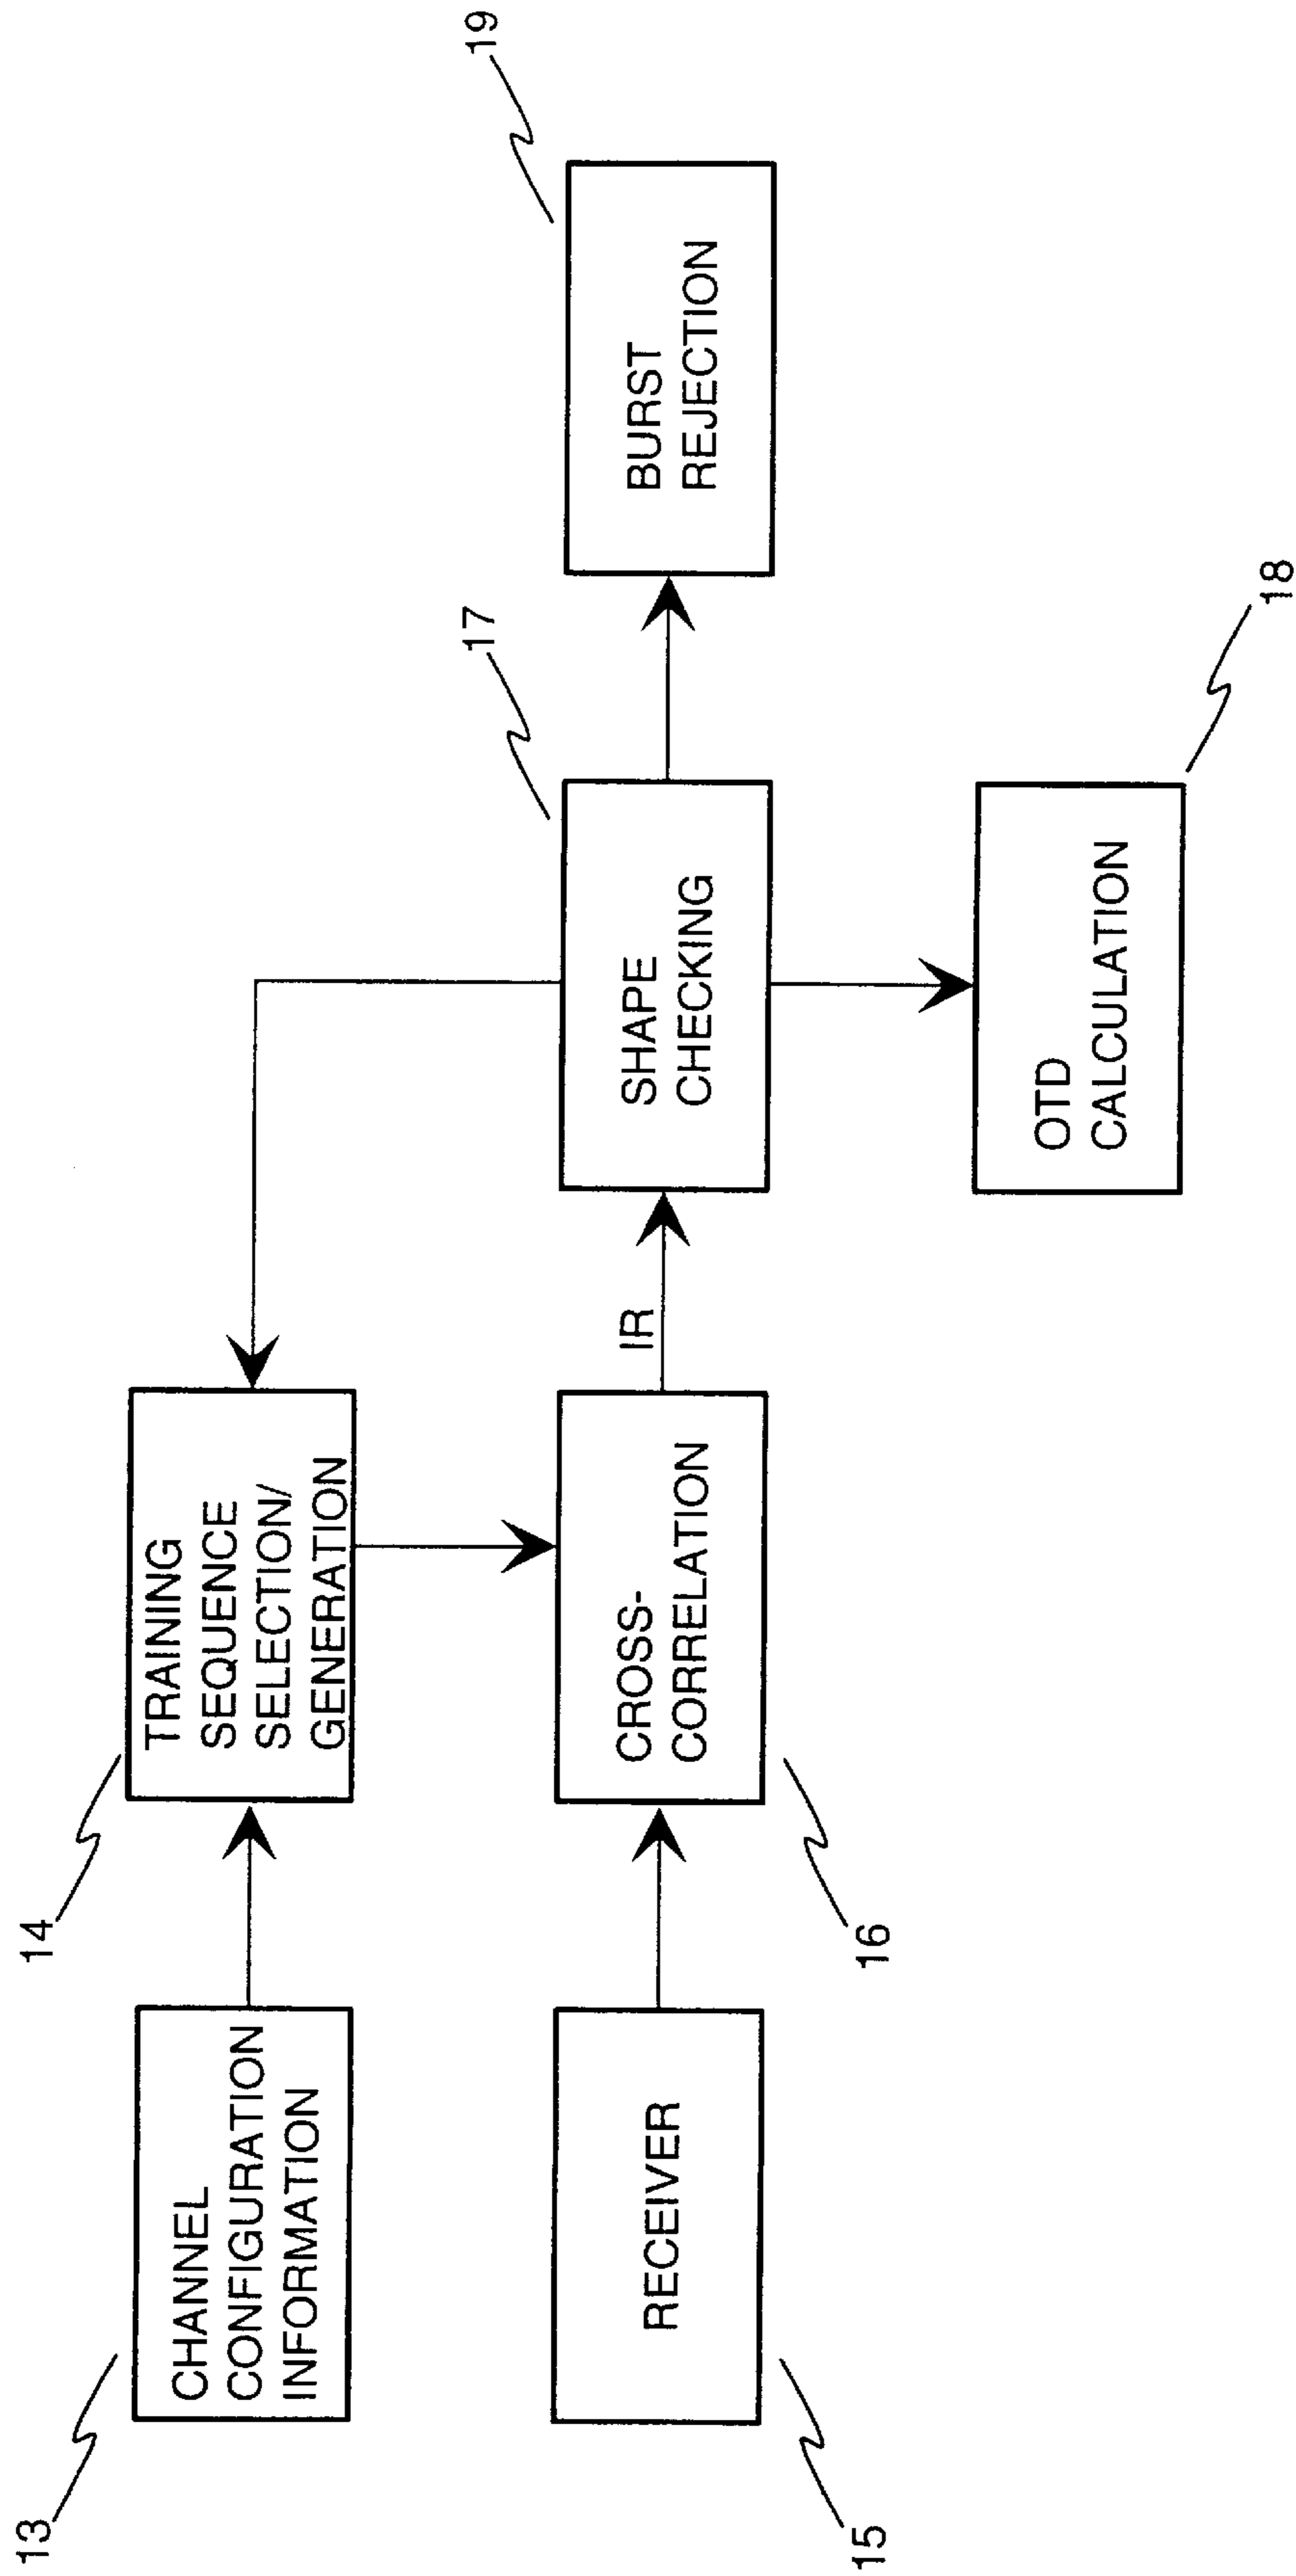 13
CHANNEL
CONFIGURATION
INFORMATION
14
TRAINING
SEQUENCE
SELECTION/
GENERATION
15
RECEIVER
16
CROSS-
CORRELATION
IR
17
SHAPE
CHECKING
18
OTD
CALCULATION
19
BURST
REJECTION